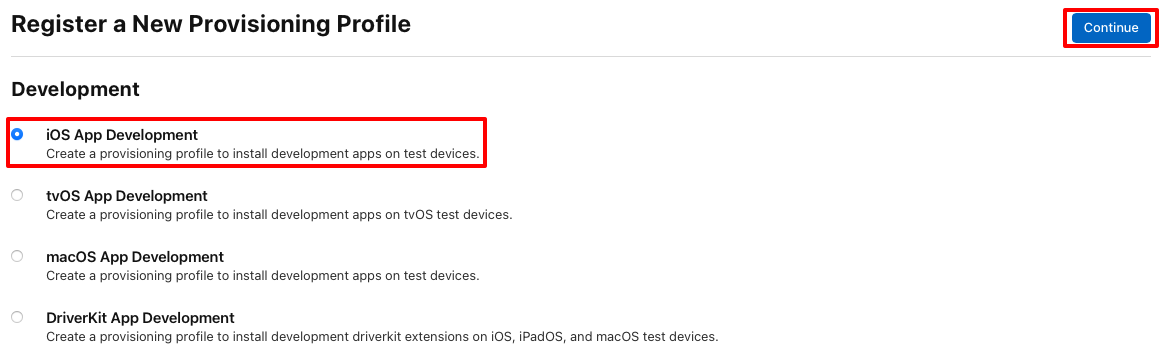 Register a New Provisioning Profile
Continue
Development
iOS App Development
Create a provisioning profile to install development apps on test devices.
tvOS App Development
Create a provisioning profile to install development apps on tvOS test devices.
macOS App Development
Create a provisioning profile to install development apps on test devices.
DriverKit App Development
Create a provisioning profile to install development driverkit extensions on iOS, iPadOS, and macOS test devices.